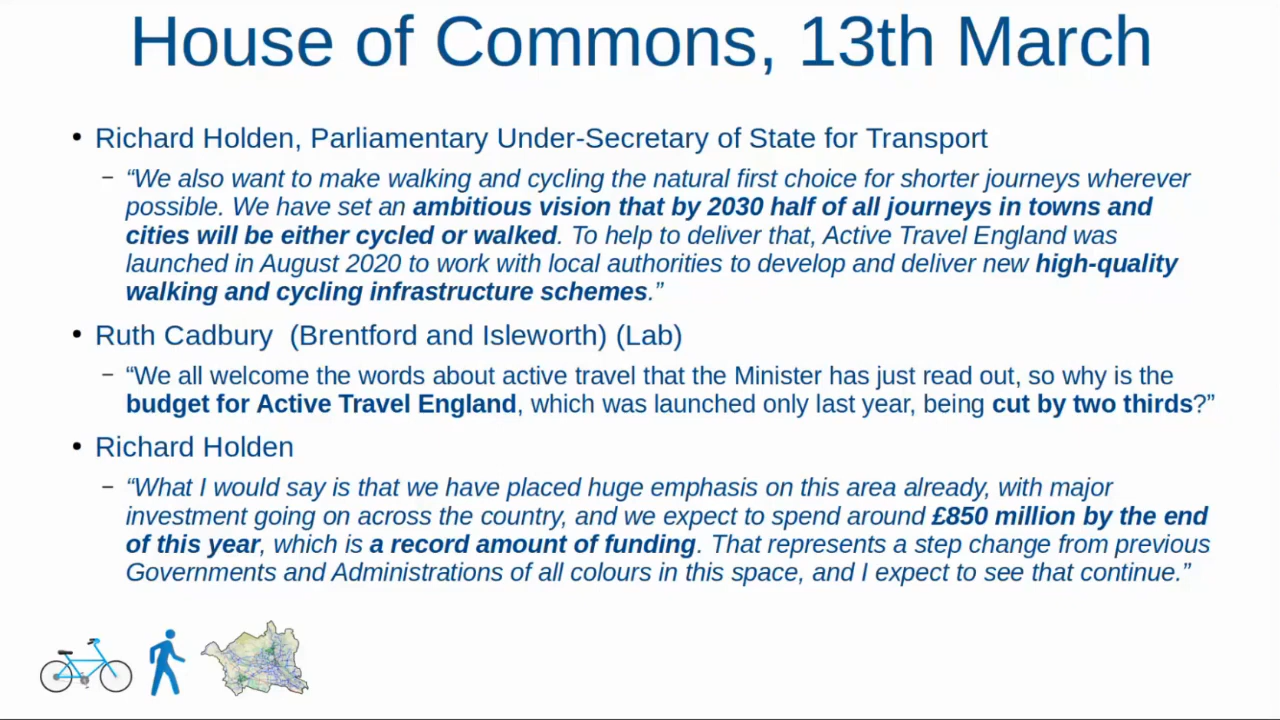 House of Commons, 13th March
• Richard Holden, Parliamentary Under-Secretary of State for Transport
– “We also want to make walking and cycling the natural first choice for shorter journeys wherever
possible. We have set an ambitious vision that by 2030 half of all journeys in towns and
cities will be either cycled or walked. To help to deliver that, Active Travel England was
launched in August 2020 to work with local authorities to develop and deliver new high-quality
walking and cycling infrastructure schemes.”
• Ruth Cadbury  (Brentford and Isleworth) (Lab)
– “We all welcome the words about active travel that the Minister has just read out, so why is the
budget for Active Travel England, which was launched only last year, being cut by two thirds?”
• Richard Holden
– “What I would say is that we have placed huge emphasis on this area already, with major
investment going on across the country, and we expect to spend around £850 million by the end
of this year, which is a record amount of funding. That represents a step change from previous
Governments and Administrations of all colours in this space, and I expect to see that continue.”